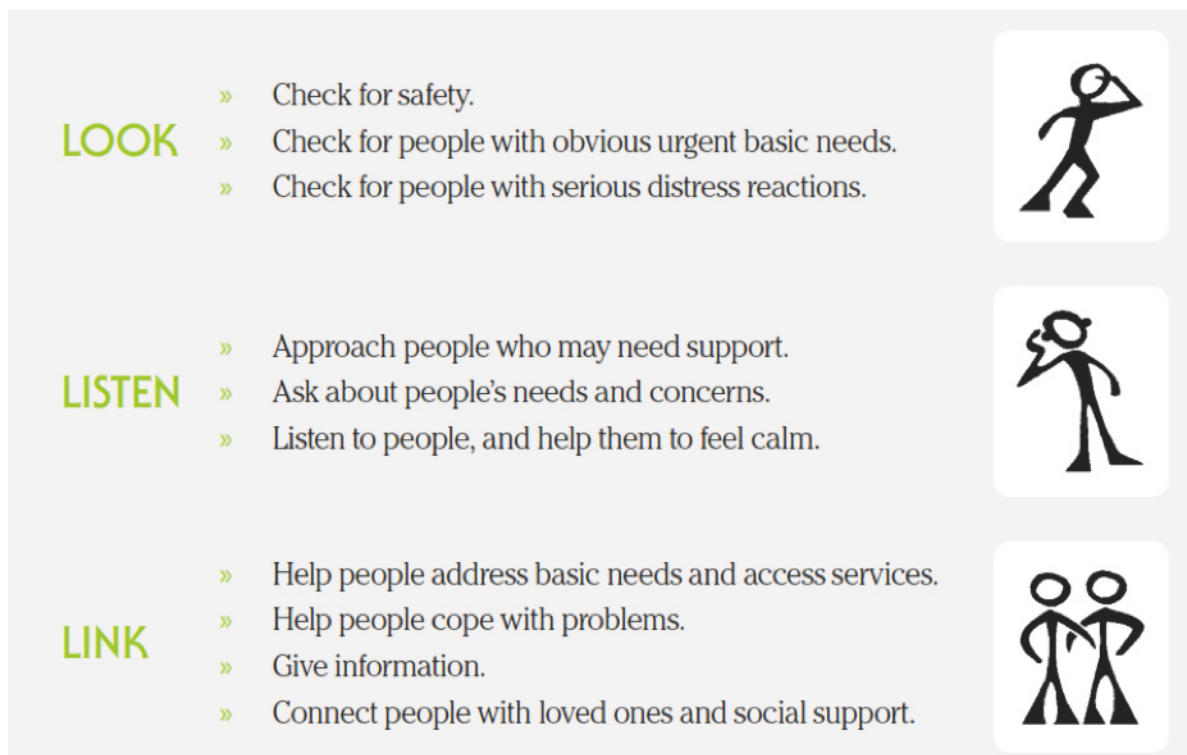 LOOK
» Check for safety.
» Check for people with obvious urgent basic needs.
» Check for people with serious distress reactions.
LISTEN
» Approach people who may need support.
» Ask about people’s needs and concerns.
» Listen to people, and help them to feel calm.
LINK
» Help people address basic needs and access services.
» Help people cope with problems.
» Give information.
» Connect people with loved ones and social support.